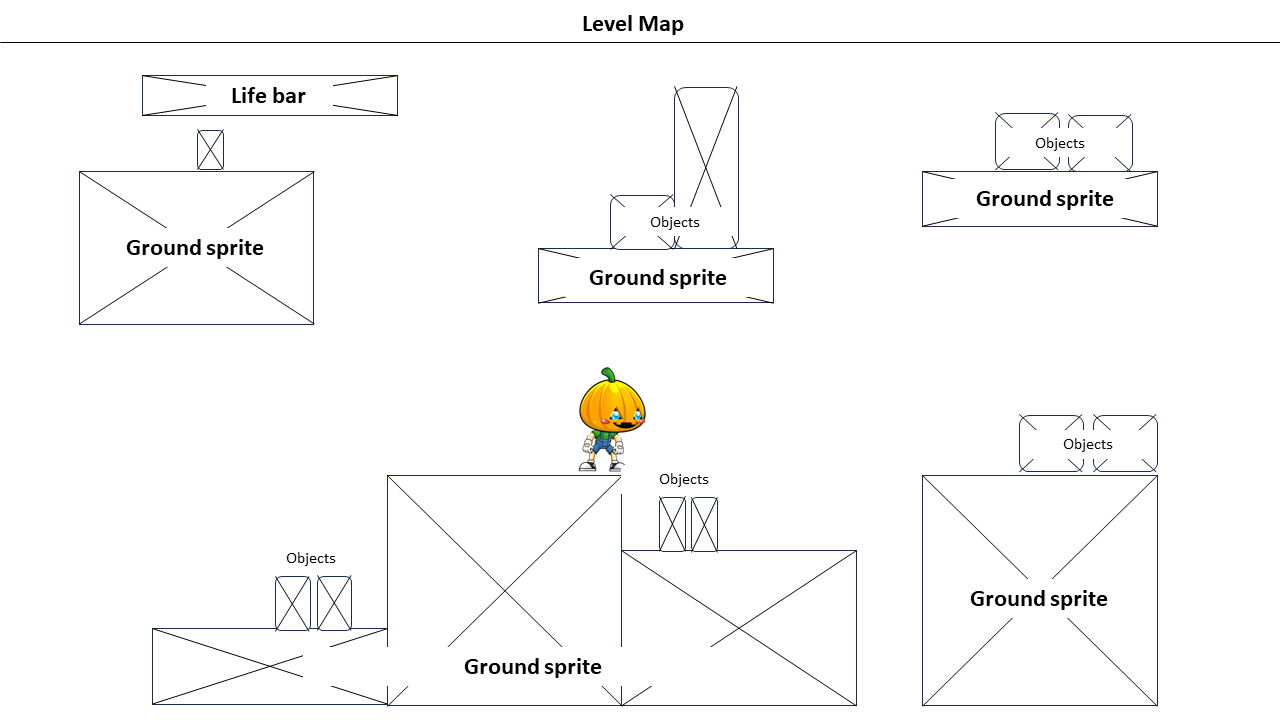 Level Map
Life bar
Objects
Ground sprite
Objects
Ground sprite
Ground sprite
Objects
Objects
Objects
Ground sprite
Ground sprite